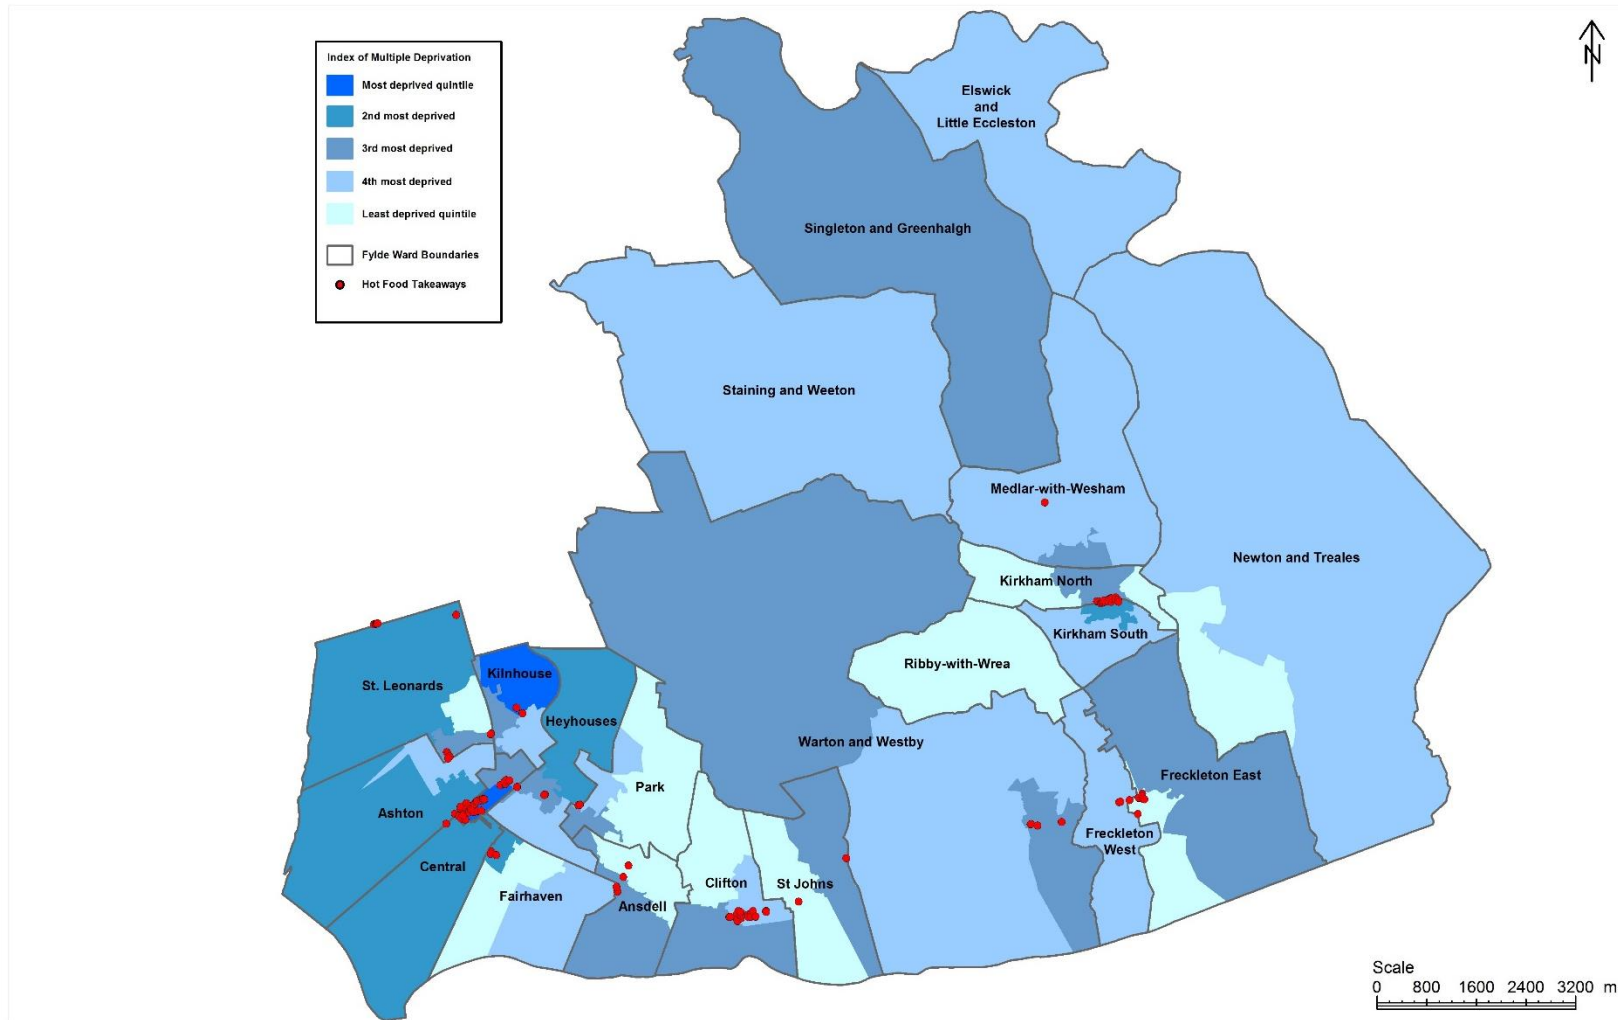 Index of Multiple Deprivation
Most deprived quintile
2nd most deprived
3rd most deprived
4th most deprived
Least deprived quintile
Fylde Ward Boundaries
Hot Food Takeaways
N
Elswick
and
Little Eccleston
Singleton and Greenhalgh
Staining and Weeton
Medlar-with-Wesham
Newton and Treales
Kirkham North
Kirkham South
Ribby-with-Wrea
Kilnhouse
St. Leonards
Heyhouses
Warton and Westby
Freckleton East
Park
Ashton
Freckleton
West
Central
Clifton
St Johns
Fairhaven
Ansdell
Scale
0 800 1600 2400 3200 m